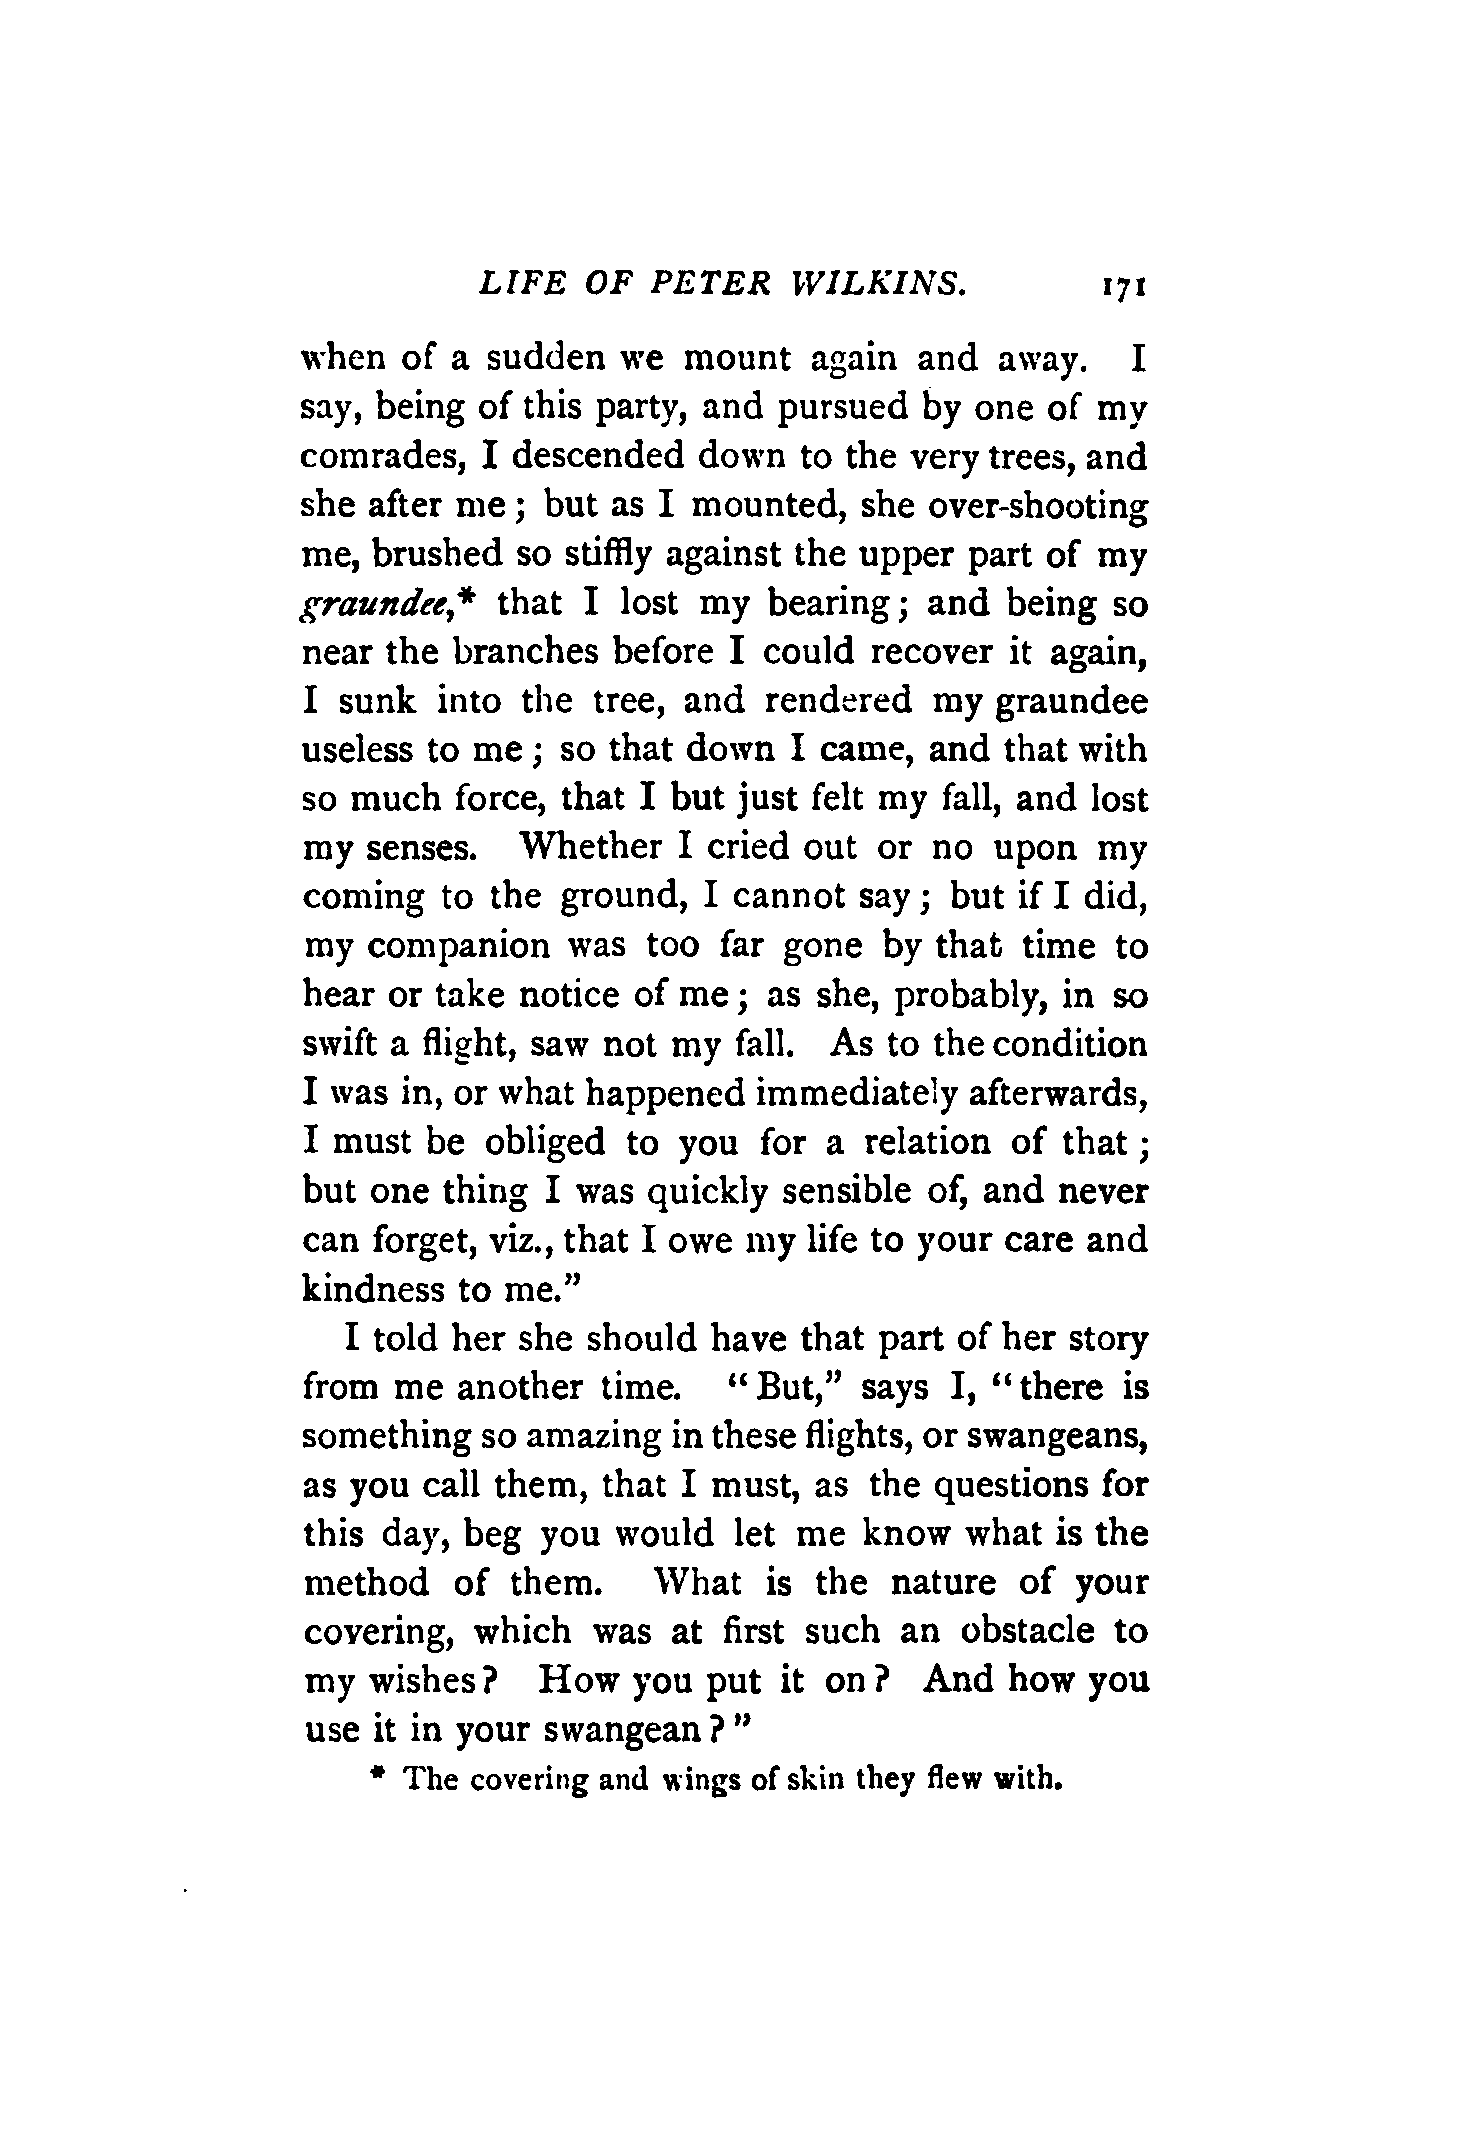 LIFE OF PETER WILKINS. 171
when of a sudden we mount again and away. I
say, being of this party, and pursued by one of my
comrades, I descended down to the very trees, and
she after me; but as I mounted, she over-shooting
me, brushed so stiffly against the upper part of my
graundee,* that I lost my bearing; and being so
near the branches before I could recover it again,
I sunk into the tree, and rendered my graundee
useless to me; so that down I came, and that with
so much force, that I but just felt my fall, and lost
my senses. Whether I cried out or no upon my
coming to the ground, I cannot say; but if I did,
my companion was too far gone by that time to
hear or take notice of me; as she, probably, in so
swift a flight, saw not my fall. As to the condition
I was in, or what happened immediately afterwards,
I must be obliged to you for a relation of that;
but one thing I was quickly sensible of, and never
can forget, viz., that I owe my life to your care and
kindness to me.”
I told her she should have that part of her story
from me another time. “But,” says I, “there is
something so amazing in these flights, or swangeans,
as you call them, that I must, as the questions for
this day, beg you would let me know what is the
method of them. What is the nature of your
covering, which was at first such an obstacle to
my wishes? How you put it on? And how you
use it in your swangean?”
* The covering and wings of skin they flew with.